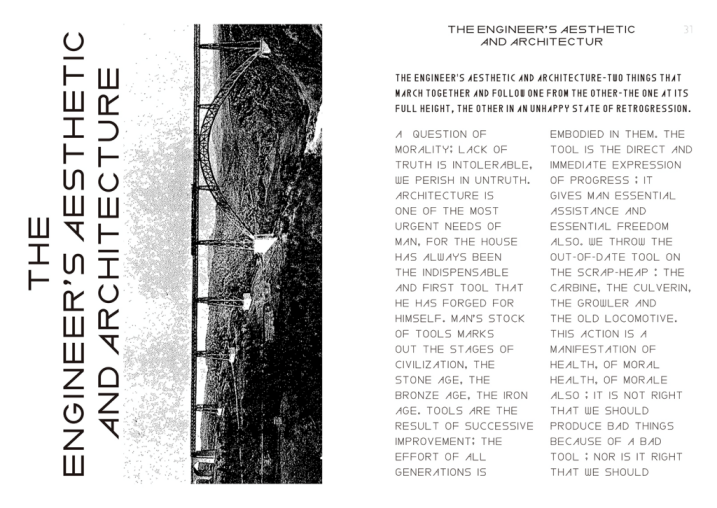 THE
ENGINEER'S AESTHETIC
AND ARCHITECTURE
THE ENGINEER'S AESTHETIC
AND ARCHITECTUR
31
THE ENGINEER'S AESTHETIC AND ARCHITECTURE-TWO THINGS THAT
MARCH TOGETHER AND FOLLOW ONE FROM THE OTHER-THE ONE AT ITS
FULL HEIGHT, THE OTHER IN AN UNHAPPY STATE OF RETROGRESSION.
A QUESTION OF
MORALITY; LACK OF
TRUTH IS INTOLERABLE,
WE PERISH IN UNTRUTH.
ARCHITECTURE IS
ONE OF THE MOST
URGENT NEEDS OF
MAN, FOR THE HOUSE
HAS ALWAYS BEEN
THE INDISPENSABLE
AND FIRST TOOL THAT
HE HAS FORGED FOR
HIMSELF. MAN'S STOCK
OF TOOLS MARKS
OUT THE STAGES OF
CIVILIZATION, THE
STONE AGE, THE
BRONZE AGE, THE IRON
AGE. TOOLS ARE THE
RESULT OF SUCCESSIVE
IMPROVEMENT; THE
EFFORT OF ALL
GENERATIONS IS
EMBODIED IN THEM. THE
TOOL IS THE DIRECT AND
IMMEDIATE EXPRESSION
OF PROGRESS ; IT
GIVES MAN ESSENTIAL
ASSISTANCE AND
ESSENTIAL FREEDOM
ALSO. WE THROW THE
OUT-OF-DATE TOOL ON
THE SCRAP-HEAP : THE
CARBINE, THE CULVERIN,
THE GROWLER AND
THE OLD LOCOMOTIVE.
THIS ACTION IS A
MANIFESTATION OF
HEALTH, OF MORAL
HEALTH, OF MORALE
ALSO ; IT IS NOT RIGHT
THAT WE SHOULD
PRODUCE BAD THINGS
BECAUSE OF A BAD
TOOL ; NOR IS IT RIGHT
THAT WE SHOULD